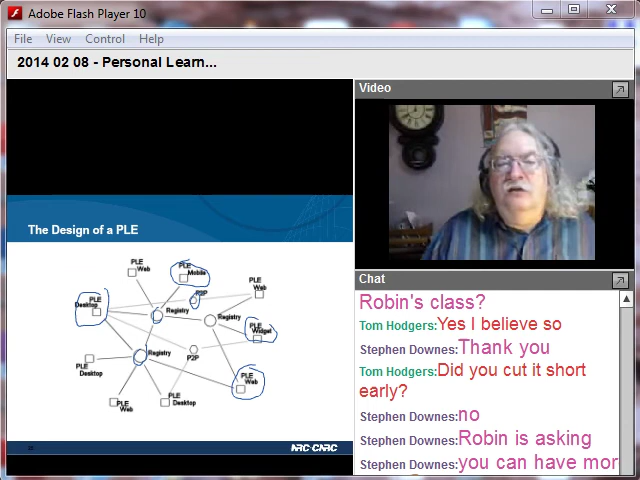 Adobe Flash Player 10
File View Control Help
2014 02 08 - Personal Learn...
The Design of a PLE
PLE
Web
PLE
Mobile
PLE
Web
P2P
PLE
Desktop
Registry
Registry
PLE
Widget
Registry
P2P
PLE
Desktop
PLE
Web
PLE
Web
PLE
Desktop
NRC-CNRC
Video
Chat
Robin's class?
Tom Hodgers:Yes I believe so
Stephen Downes:Thank you
Tom Hodgers:Did you cut it short
early?
Stephen Downes:no
Stephen Downes:Robin is asking
Stephen Downes:you can have mor